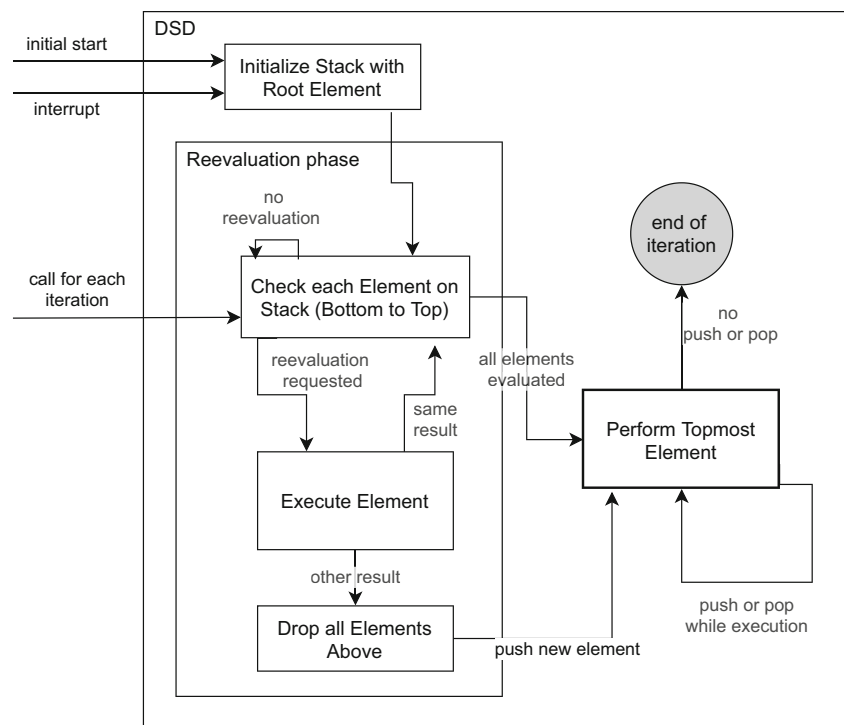 DSD
initial start
Initialize Stack with
Root Element
interrupt
Reevaluation phase
no
reevaluation
end of
iteration
call for each
iteration
Check each Element on
Stack (Bottom to Top)
no
push or pop
reevaluation
requested
all elements
evaluated
same
result
Perform Topmost
Element
Execute Element
other result
push or pop
while execution
Drop all Elements
Above
push new element